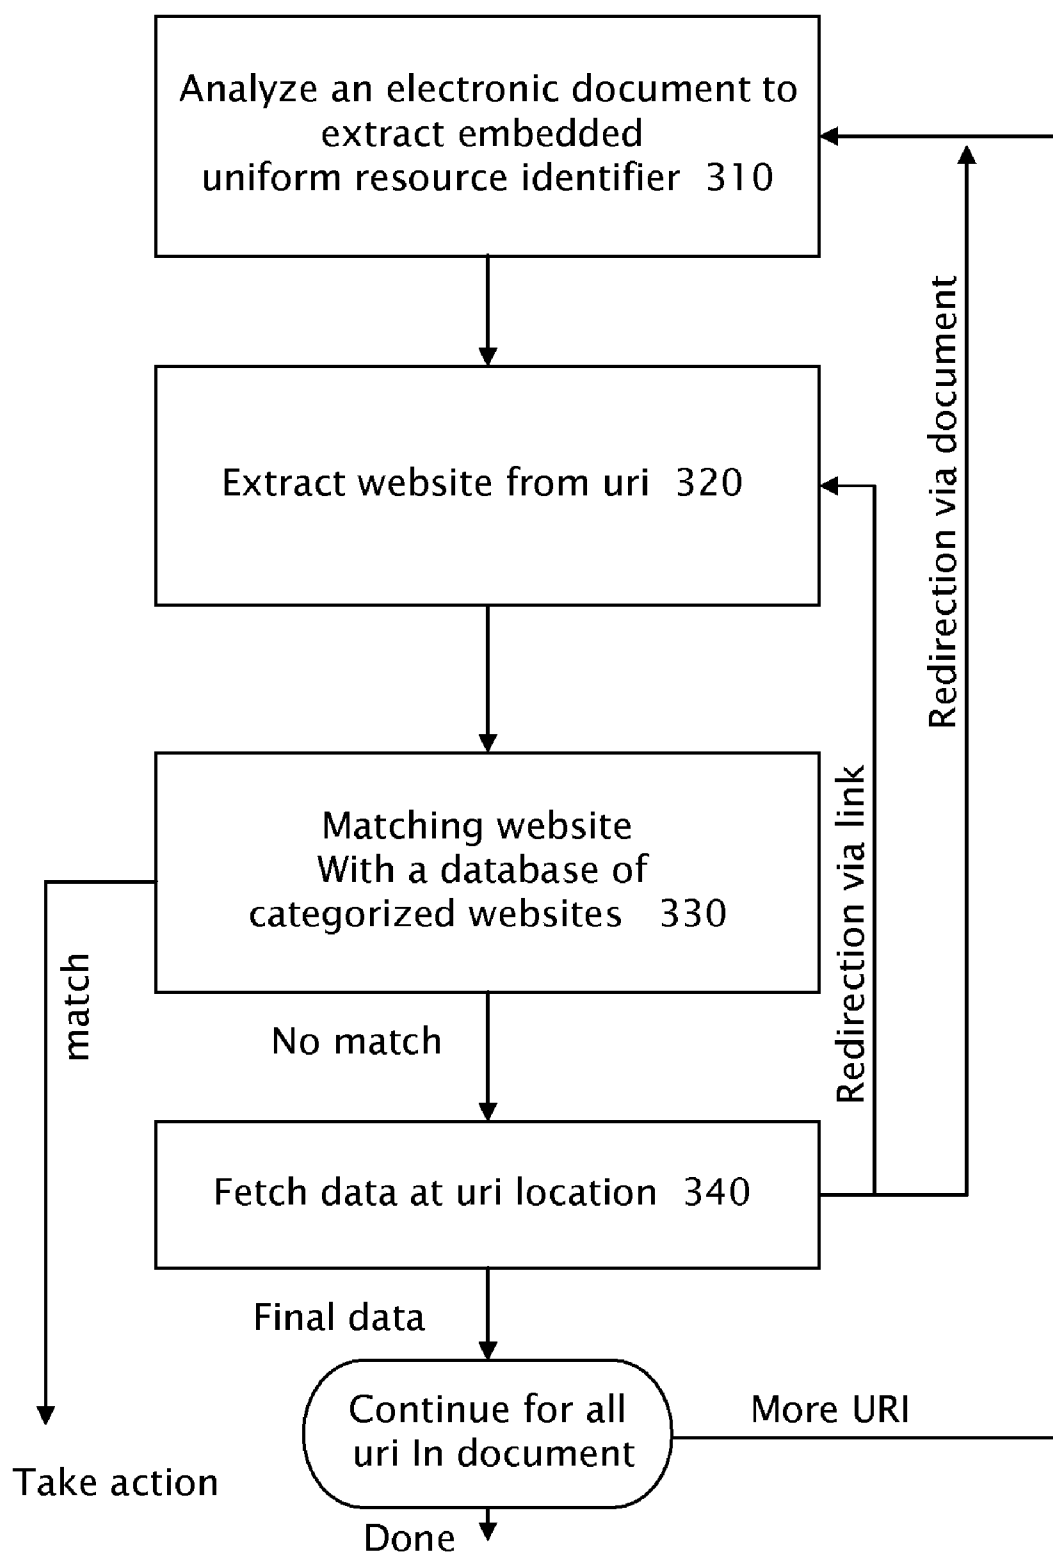 Analyze an electronic document to
extract embedded
uniform resource identifier 310
Redirection via document
Extract website from uri 320
Matching website
With a database of
categorized websites 330
Redirection via link
match
No match
Fetch data at uri location 340
Final data
Continue for all
uri In document
More URI
Take action
Done